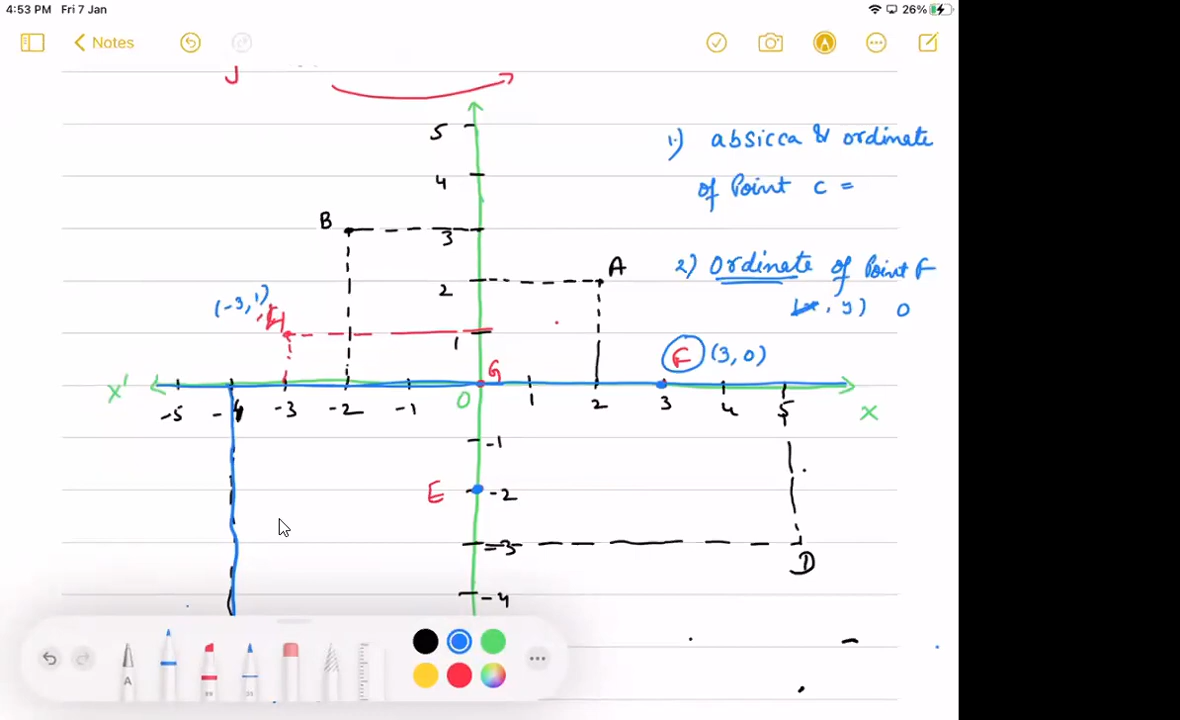 4:53 PM Fri 7 Jan
26%
Notes
J
5
4
3
2
1
1) absicca & ordinate
of Point C =
2) Ordinate of Point F
, y) 0
B
A
(-3, 1)
H
F (3, 0)
G
X'
-5 -4 -3 -2 -1 0 1 2 3 4 5
X
-1
E
-2
-3
D
-4